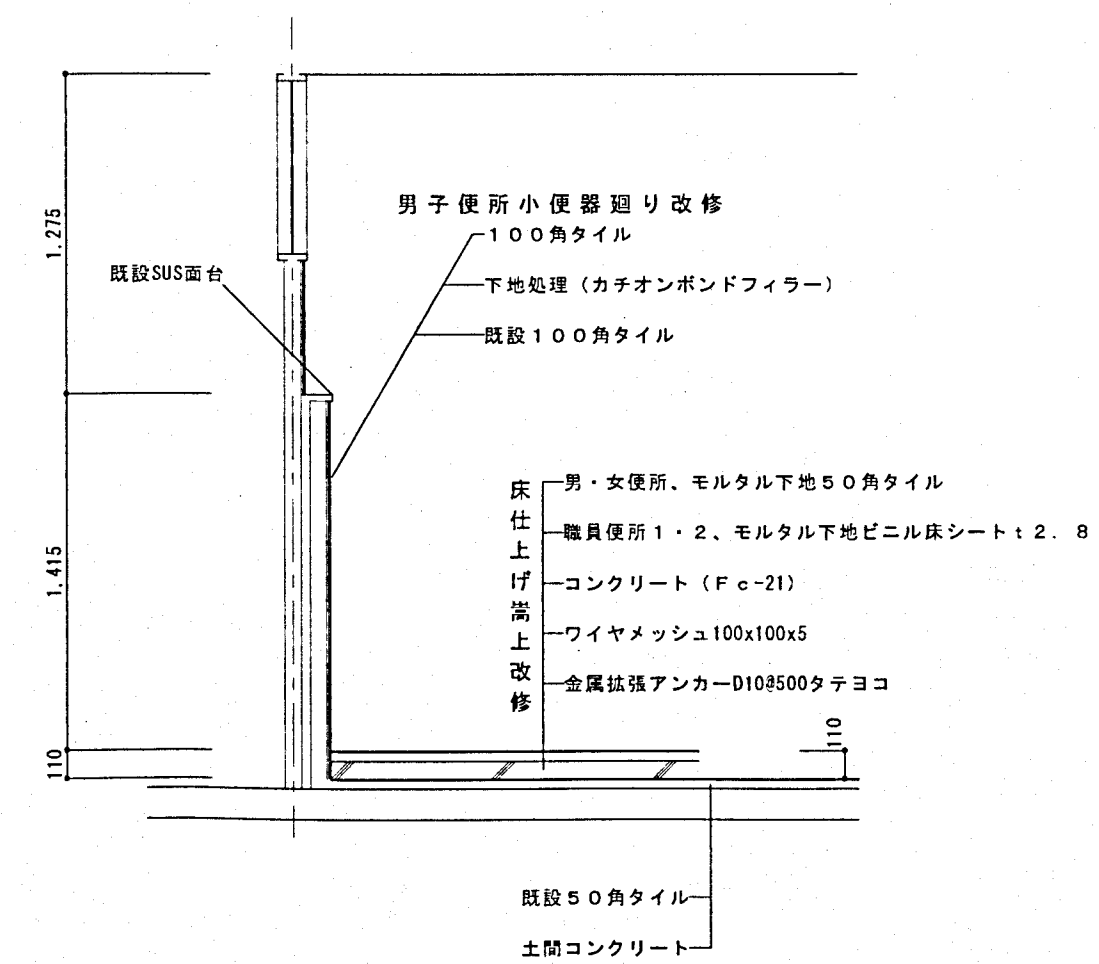 男子便所小便器廻り改修
100角タイル
下地処理（カチオンボンドフィラー）
既設100角タイル
既設SUS面台
1.275
1.415
110
床仕上げ嵩上改修
男・女便所、モルタル下地50角タイル
職員便所1・2、モルタル下地ビニル床シートt2.8
コンクリート（Fc-21）
ワイヤメッシュ100x100x5
金属拡張アンカーD10@500タテヨコ
110
既設50角タイル
土間コンクリート